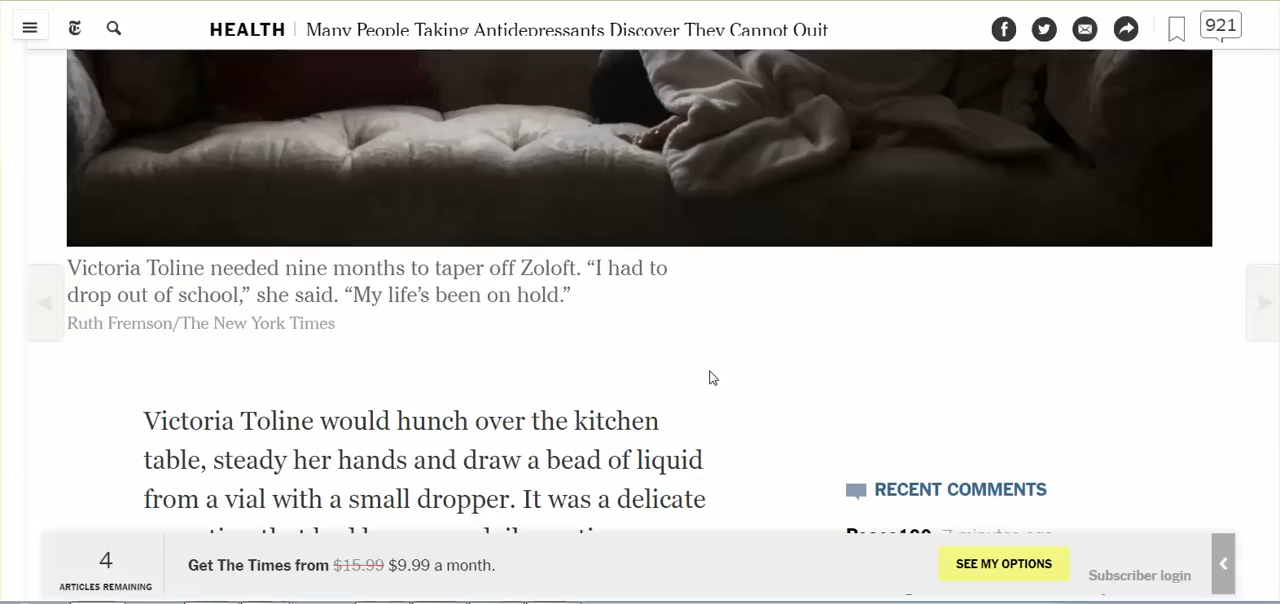 HEALTH | Many People Taking Antidepressants Discover They Cannot Quit
921
Victoria Toline needed nine months to taper off Zoloft. “I had to
drop out of school,” she said. “My life’s been on hold.”
Ruth Fremson/The New York Times
Victoria Toline would hunch over the kitchen
table, steady her hands and draw a bead of liquid
from a vial with a small dropper. It was a delicate
RECENT COMMENTS
7 minutes ago
4
ARTICLES REMAINING
Get The Times from $15.99 $9.99 a month.
SEE MY OPTIONS
Subscriber login